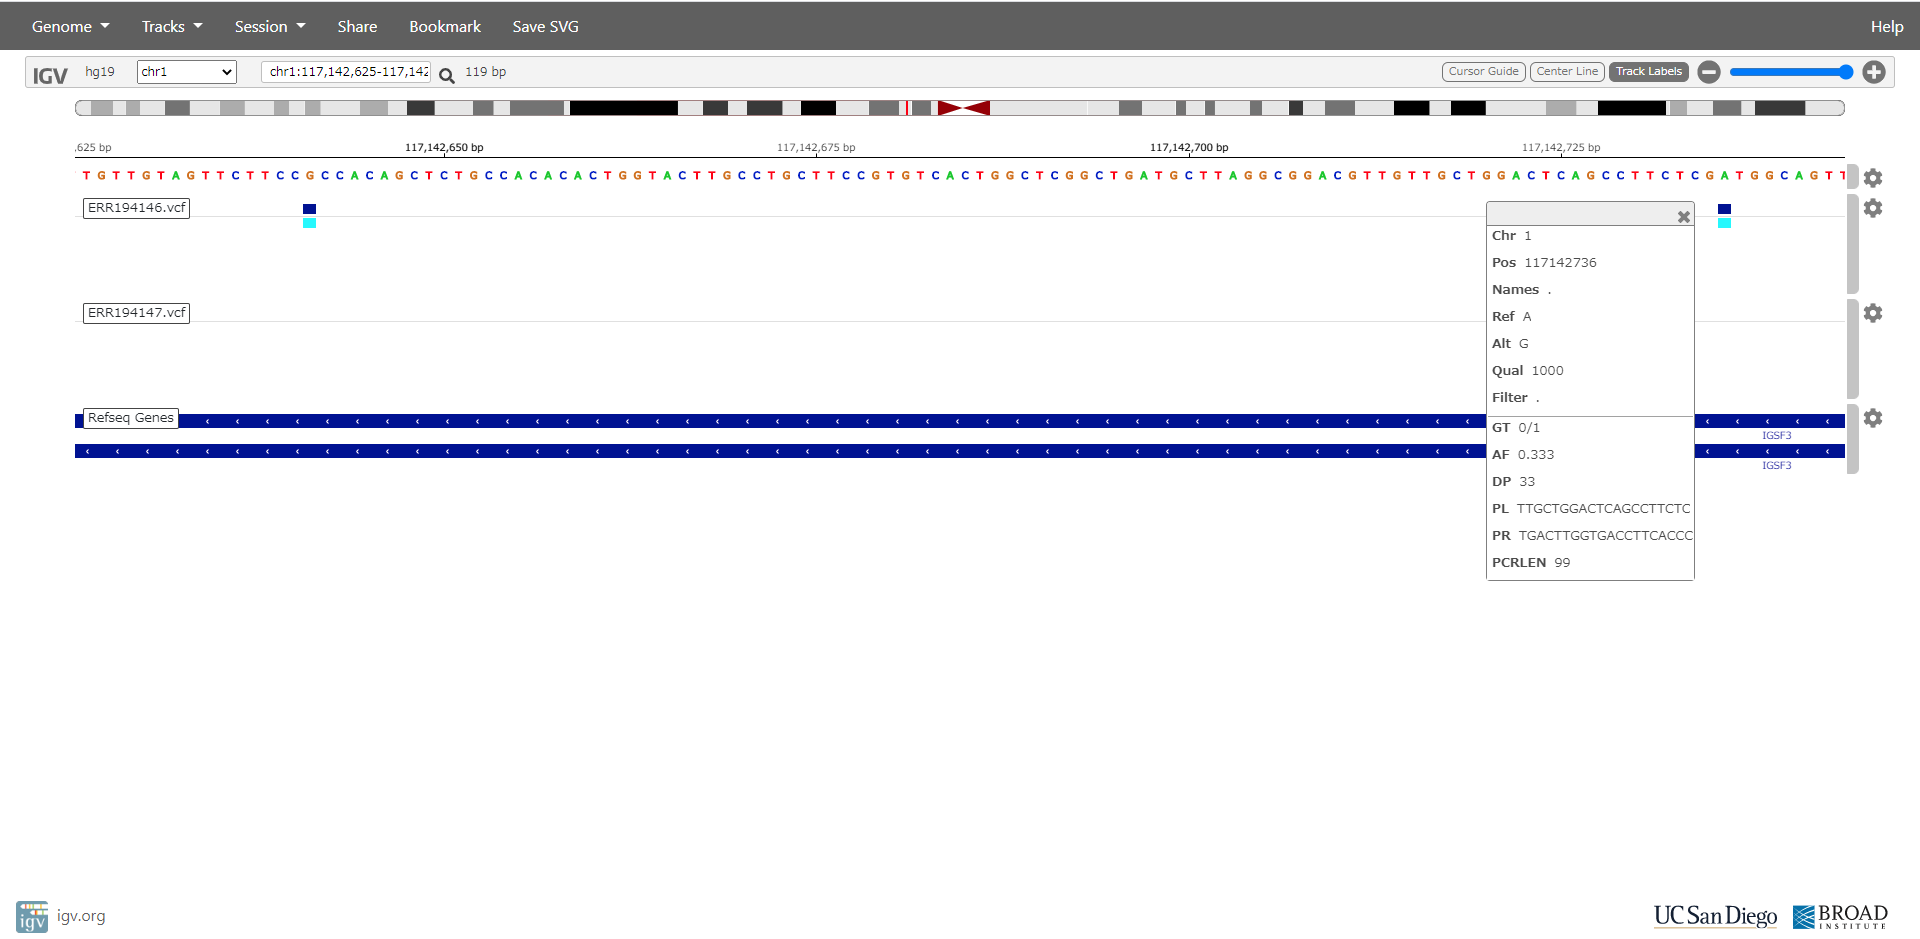 Genome Tracks Session Share Bookmark Save SVG Help
IGV hg19 chr1 chr1:117,142,625-117,142 119 bp Cursor Guide Center Line Track Labels
,625 bp 117,142,650 bp 117,142,675 bp 117,142,700 bp 117,142,725 bp
TGTTGTAGTTCTTCCGCCACAGCTCTGCCACACACTGGTACTTGCCTGCTTCCGTGTCACTGGCTCGGCTGATGCTTAGGCGGACGTTGTTGCTGGACTCAGCCTTCTCGATGGCAGTT
ERR194146.vcf
Chr 1
Pos 117142736
Names .
ERR194147.vcf
Ref A
Alt G
Qual 1000
Filter .
Refseq Genes
GT 0/1
IGSF3
AF 0.333
IGSF3
DP 33
PL TTGCTGGACTCAGCCTTCTC
PR TGACTTGGTGACCTTCACCC
PCRLEN 99
igv igv.org UC San Diego BROAD
INSTITUTE